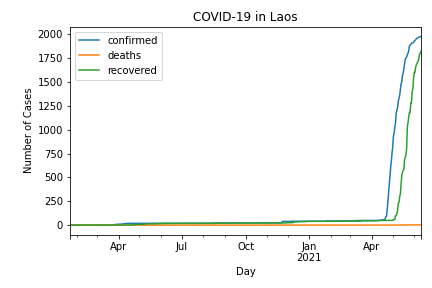 COVID-19 in Laos
confirmed
deaths
recovered
Number of Cases
2000
1750
1500
1250
1000
750
500
250
0
Apr Jul Oct Jan Apr
2021
Day